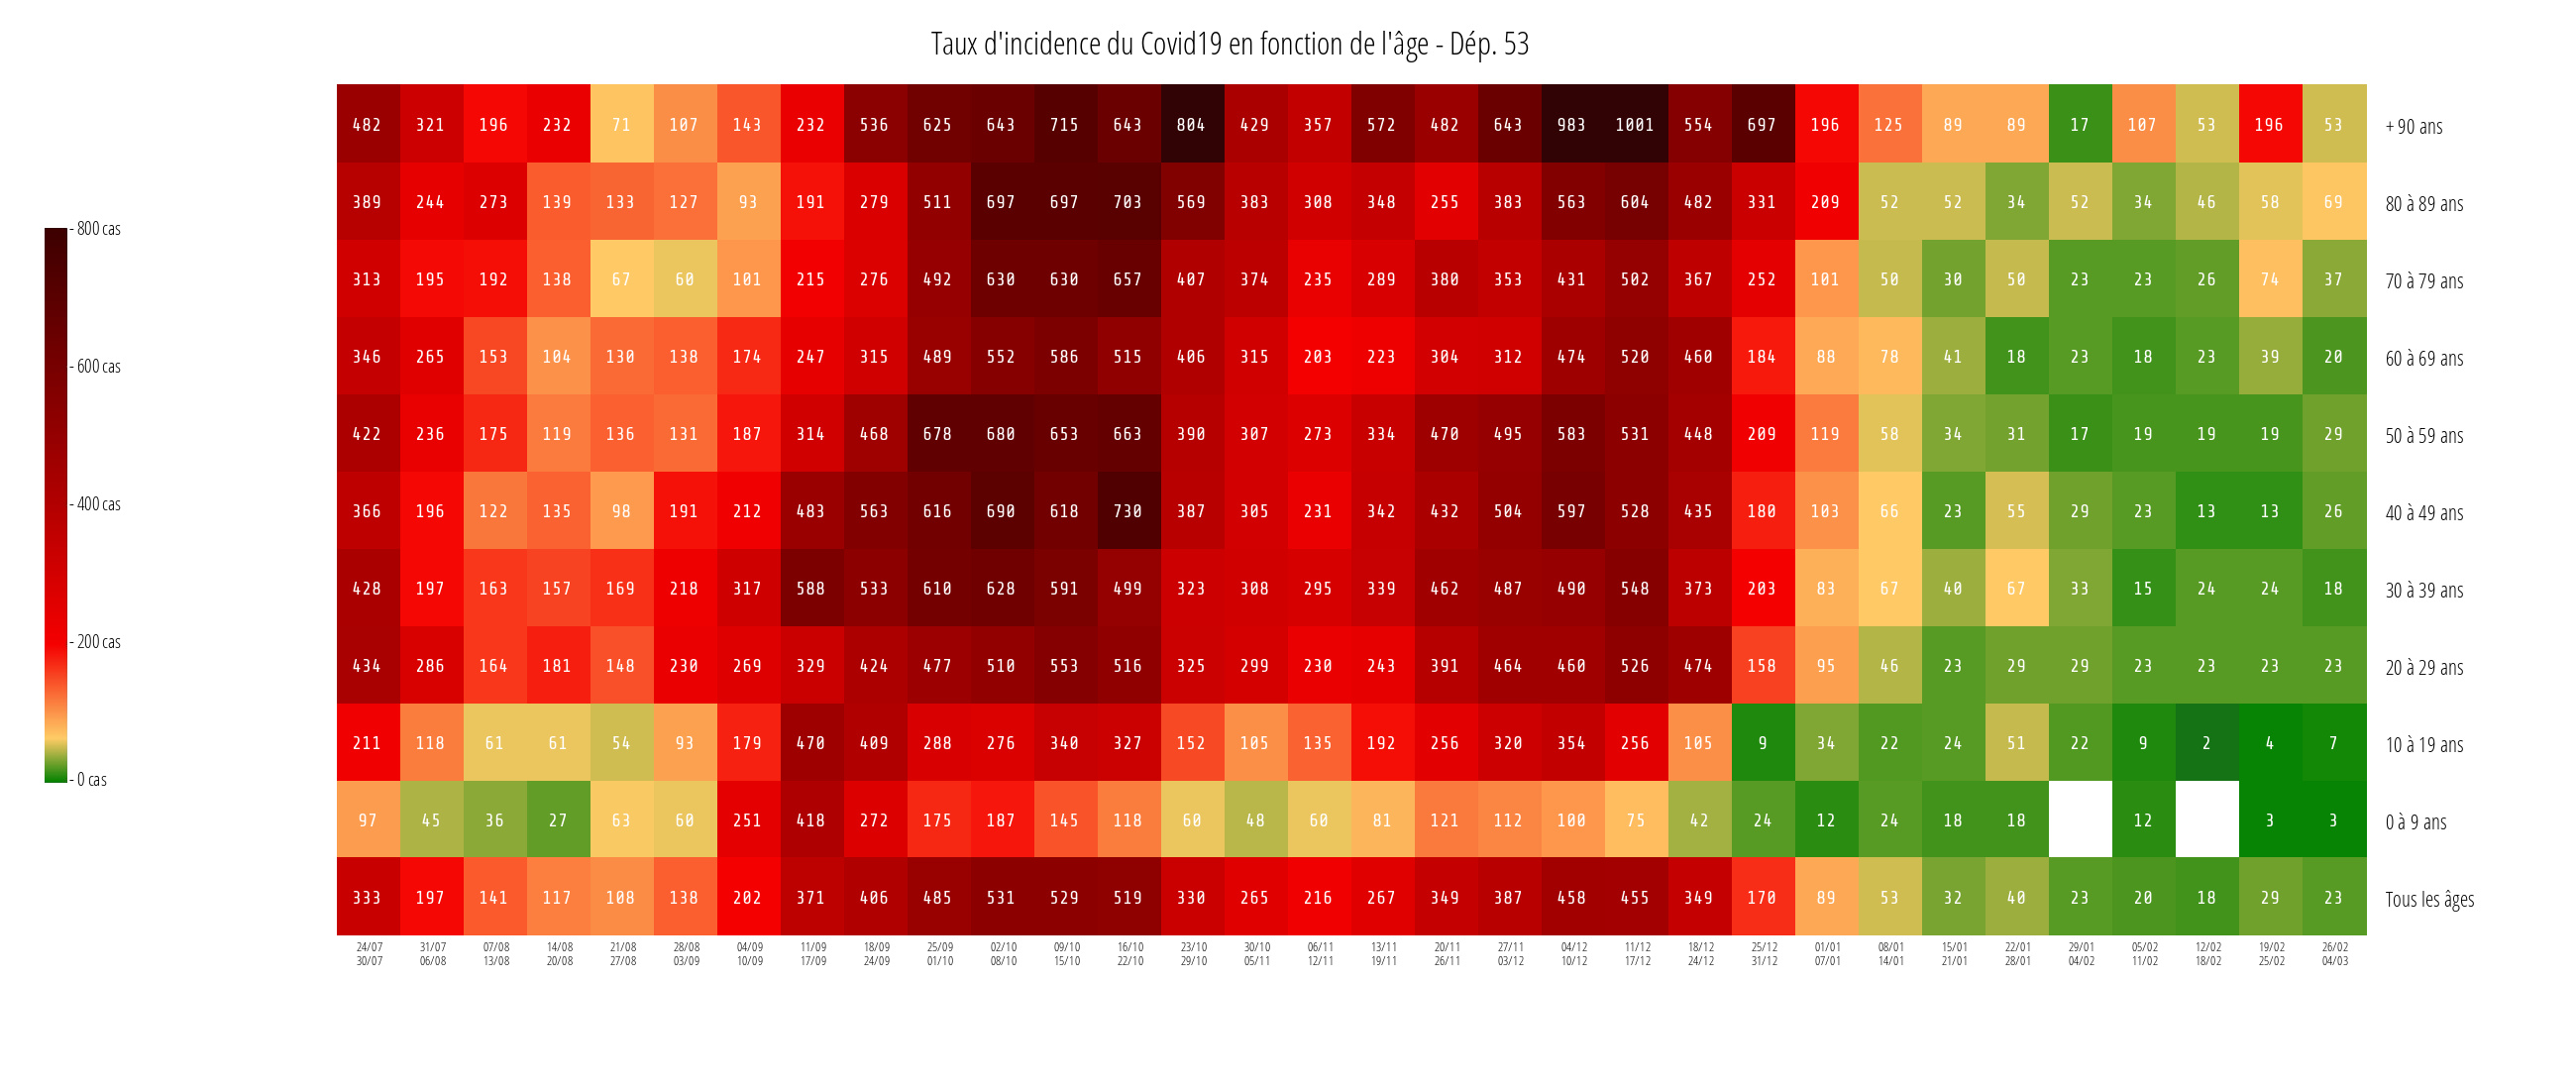 Taux d'incidence du Covid19 en fonction de l'âge - Dép. 53
- 800 cas
- 600 cas
- 400 cas
- 200 cas
- 0 cas
482 321 196 232 71 107 143 232 536 625 643 715 643 804 429 357 572 482 643 983 1001 554 697 196 125 89 89 17 107 53 196 53 + 90 ans
389 244 273 139 133 127 93 191 279 511 697 697 703 569 383 308 348 255 383 563 604 482 331 209 52 52 34 52 34 46 58 69 80 à 89 ans
313 195 192 138 67 60 101 215 276 492 630 630 657 407 374 235 289 380 353 431 502 367 252 101 50 30 50 23 23 26 74 37 70 à 79 ans
346 265 153 104 130 138 174 247 315 489 552 586 515 406 315 203 223 304 312 474 520 460 184 88 78 41 18 23 18 23 39 20 60 à 69 ans
422 236 175 119 136 131 187 314 468 678 680 653 663 390 307 273 334 470 495 583 531 448 209 119 58 34 31 17 19 19 19 29 50 à 59 ans
366 196 122 135 98 191 212 483 563 616 690 618 730 387 305 231 342 432 504 597 528 435 180 103 66 23 55 29 23 13 13 26 40 à 49 ans
428 197 163 157 169 218 317 588 533 610 628 591 499 323 308 295 339 462 487 490 548 373 203 83 67 40 67 33 15 24 24 18 30 à 39 ans
434 286 164 181 148 230 269 329 424 477 510 553 516 325 299 230 243 391 464 460 526 474 158 95 46 23 29 29 23 23 23 23 20 à 29 ans
211 118 61 61 54 93 179 470 409 288 276 340 327 152 105 135 192 256 320 354 256 105 9 34 22 24 51 22 9 2 4 7 10 à 19 ans
97 45 36 27 63 60 251 418 272 175 187 145 118 60 48 60 81 121 112 100 75 42 24 12 24 18 18 12 3 3 0 à 9 ans
333 197 141 117 108 138 202 371 406 485 531 529 519 330 265 216 267 349 387 458 455 349 170 89 53 32 40 23 20 18 29 23 Tous les âges
24/07 31/07 07/08 14/08 21/08 28/08 04/09 11/09 18/09 25/09 02/10 09/10 16/10 23/10 30/10 06/11 13/11 20/11 27/11 04/12 11/12 18/12 25/12 01/01 08/01 15/01 22/01 29/01 05/02 12/02 19/02 26/02
30/07 06/08 13/08 20/08 27/08 03/09 10/09 17/09 24/09 01/10 08/10 15/10 22/10 29/10 05/11 12/11 19/11 26/11 03/12 10/12 17/12 24/12 31/12 07/01 14/01 21/01 28/01 04/02 11/02 18/02 25/02 04/03